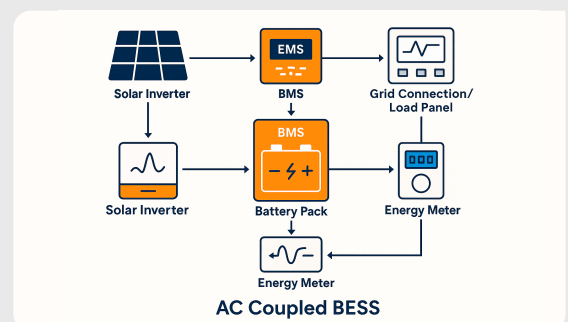 EMS
Solar Inverter
BMS
Grid Connection/
Load Panel
BMS
000
Solar Inverter
Battery Pack
Energy Meter
Energy Meter
AC Coupled BESS